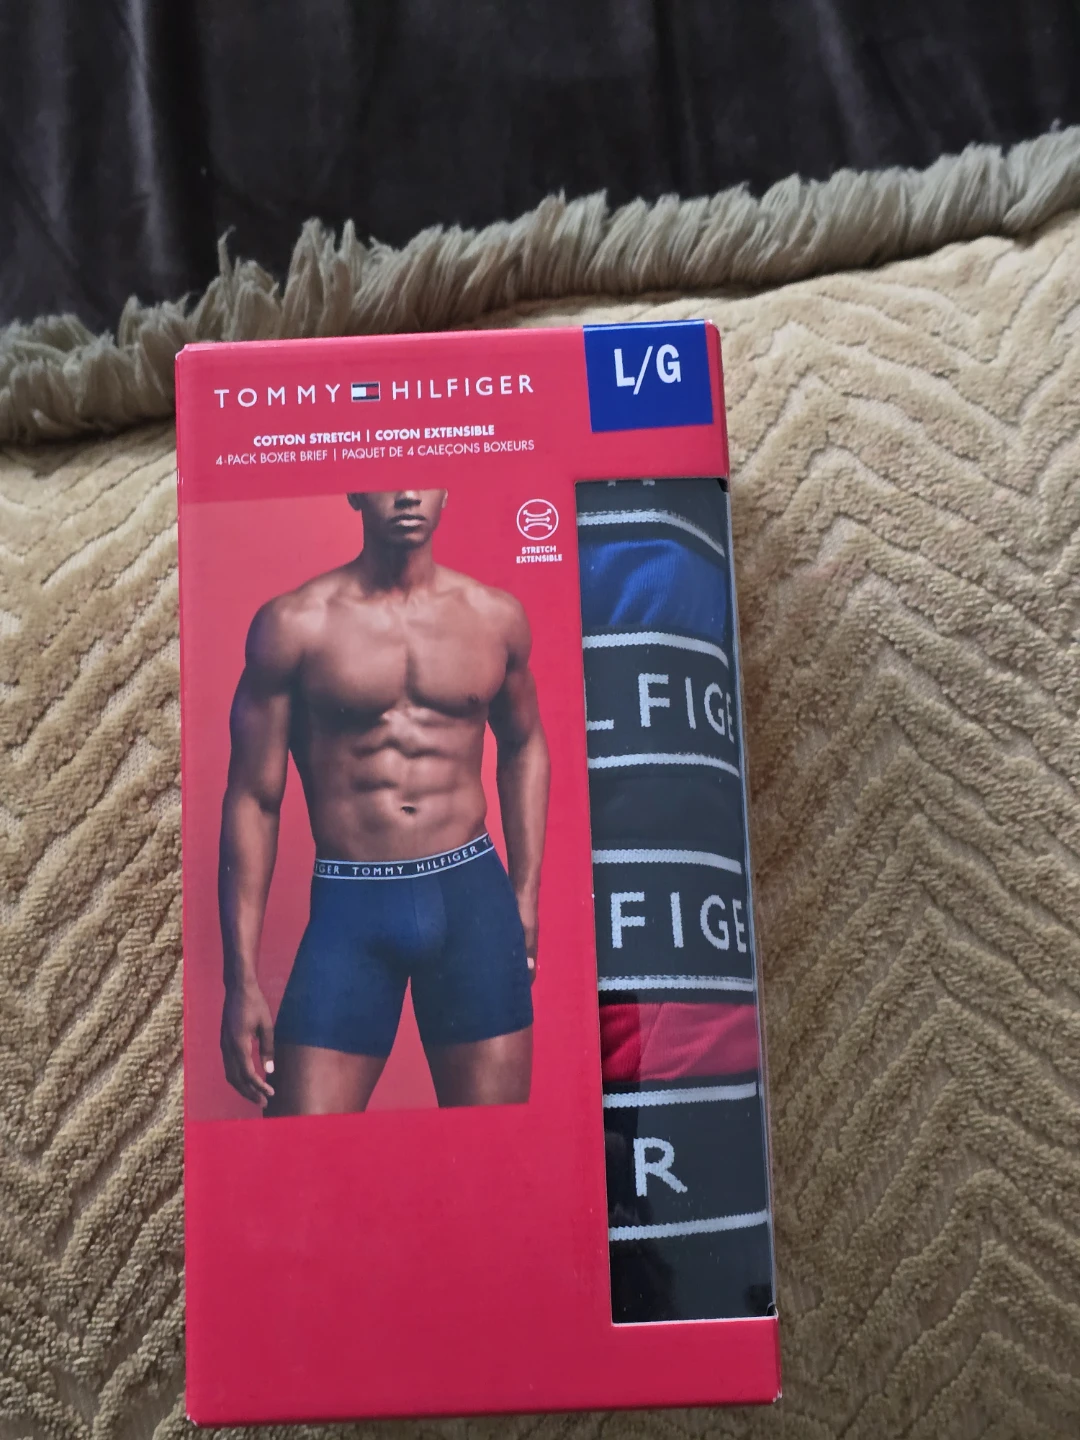 TOMMY HILFIGER
L/G
COTTON STRETCH | COTON EXTENSIBLE
4-PACK BOXER BRIEF | PAQUET DE 4 CALEÇONS BOXEURS
STRETCH
EXTENSIBLE
IGER TOMMY HILFIGER T
L FIGE
FIGE
R